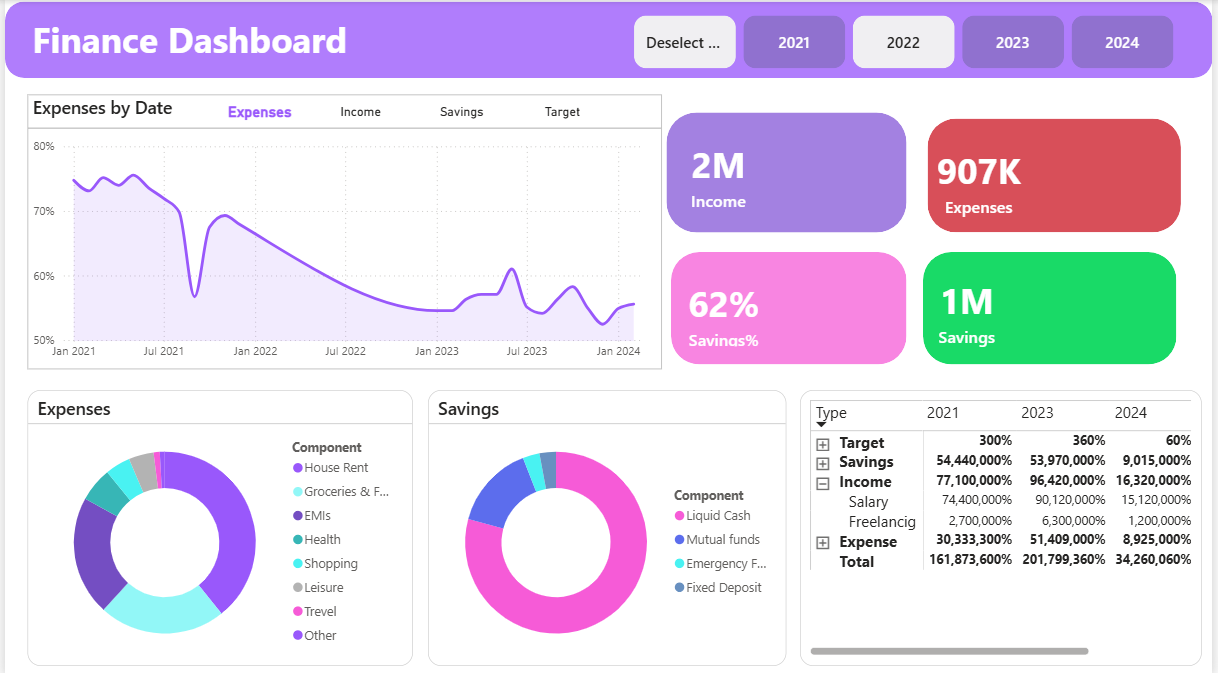 Finance Dashboard
Deselect ...
2021
2022
2023
2024
Expenses by Date
Expenses
Income
Savings
Target
80%
70%
60%
50%
Jan 2021
Jul 2021
Jan 2022
Jul 2022
Jan 2023
Jul 2023
Jan 2024
2M
Income
907K
Expenses
62%
Savings%
1M
Savings
Expenses
Component
House Rent
Groceries & F...
EMIs
Health
Shopping
Leisure
Trevel
Other
Savings
Component
Liquid Cash
Mutual funds
Emergency F...
Fixed Deposit
Type 2021 2023 2024
Target 300% 360% 60%
Savings 54,440,000% 53,970,000% 9,015,000%
Income 77,100,000% 96,420,000% 16,320,000%
Salary 74,400,000% 90,120,000% 15,120,000%
Freelancig 2,700,000% 6,300,000% 1,200,000%
Expense 30,333,300% 51,409,000% 8,925,000%
Total 161,873,600% 201,799,360% 34,260,060%